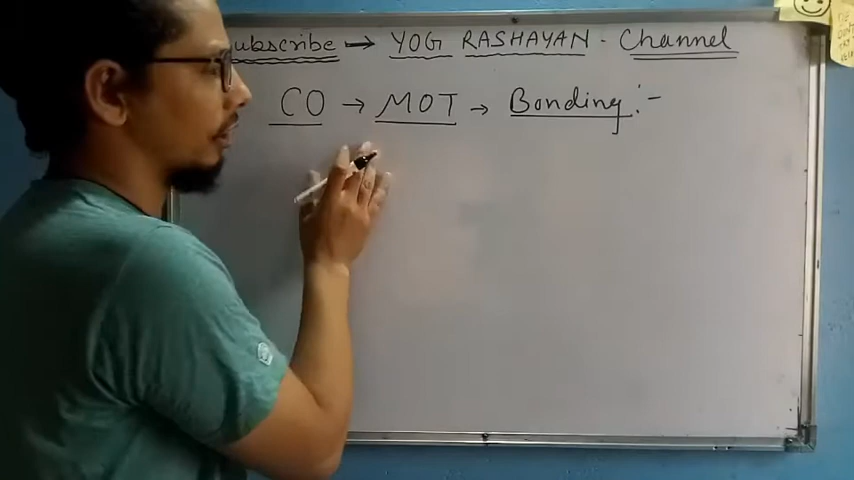 ubscribe → YOG RASHAYAN - Channel
CO → MOT → Bonding :-